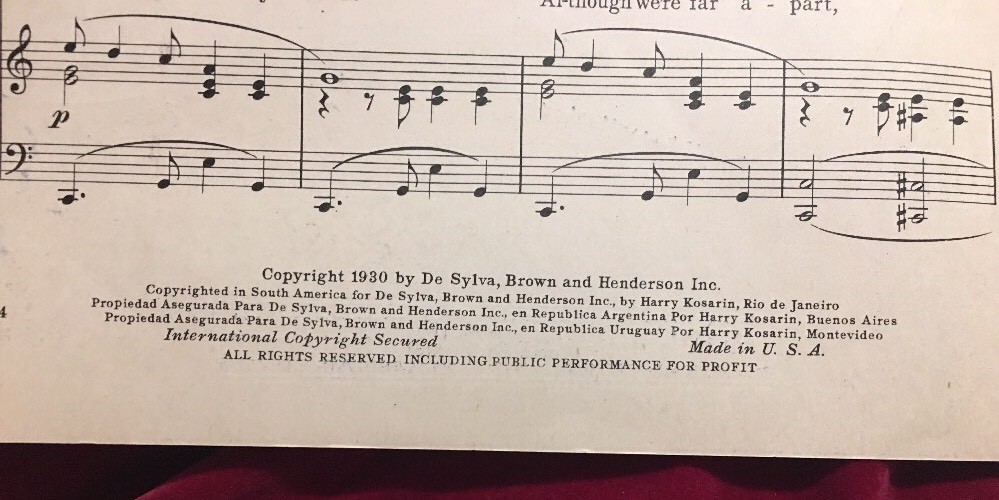 Although we're far a - part,
p
Copyright 1930 by De Sylva, Brown and Henderson Inc.
Copyrighted in South America for De Sylva, Brown and Henderson Inc., by Harry Kosarin, Rio de Janeiro
Propiedad Asegurada Para De Sylva, Brown and Henderson Inc., en Republica Argentina Por Harry Kosarin, Buenos Aires
4
Propiedad Asegurada Para De Sylva, Brown and Henderson Inc., en Republica Uruguay Por Harry Kosarin, Montevideo
International Copyright Secured Made in U. S. A.
ALL RIGHTS RESERVED INCLUDING PUBLIC PERFORMANCE FOR PROFIT